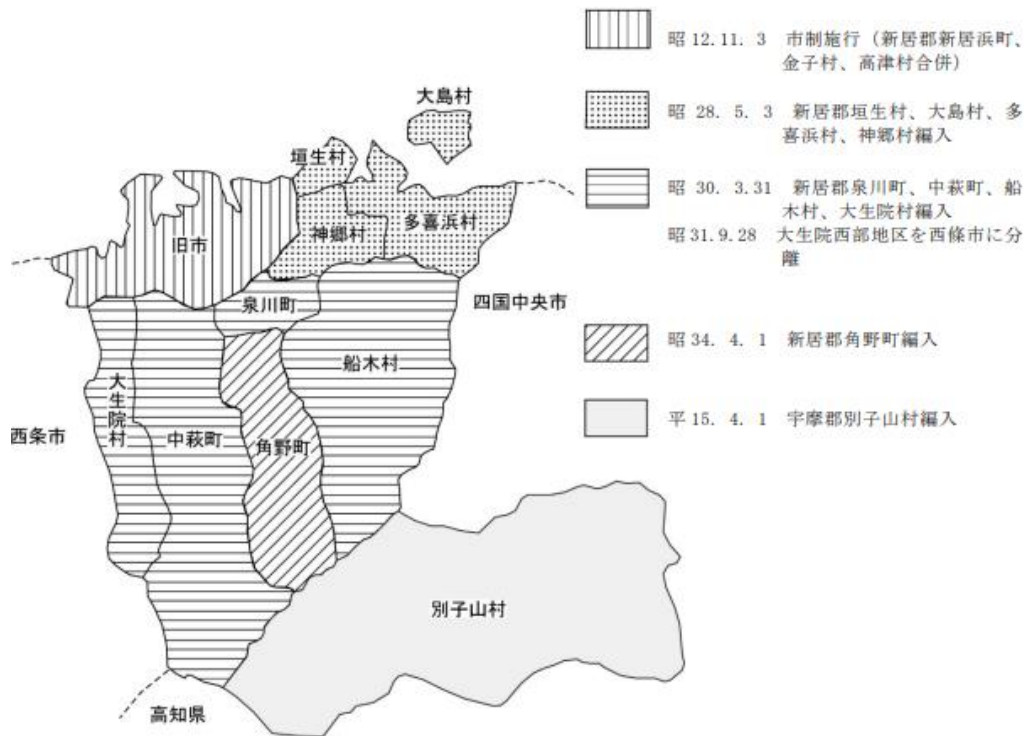 昭12.11. 3　市制施行（新居郡新居浜町、
金子村、高津村合併）
昭 28. 5. 3　新居郡垣生村、大島村、多
喜浜村、神郷村編入
昭 30. 3.31　新居郡泉川町、中萩町、船
木村、大生院村編入
昭31.9.28　大生院西部地区を西條市に分
離
昭 34. 4. 1　新居郡角野町編入
平 15. 4. 1　宇摩郡別子山村編入
大島村
垣生村
多喜浜村
神郷村
旧市
泉川町
四国中央市
船木村
大生院村
西条市
中萩町
角野町
別子山村
高知県